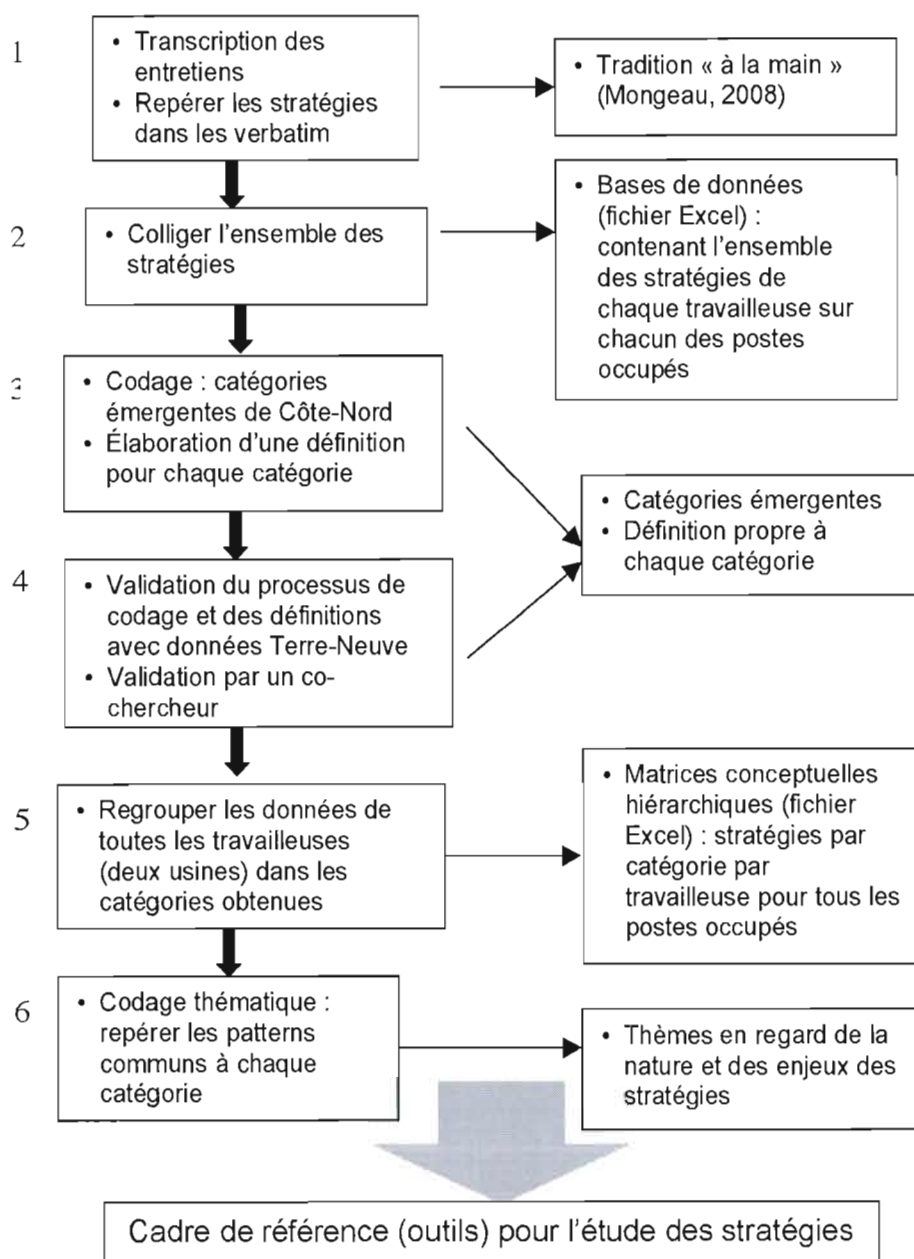 1
• Transcription des
entretiens
• Repérer les stratégies
dans les verbatim
• Tradition « à la main »
(Mongeau, 2008)
2
• Colliger l'ensemble des
stratégies
• Bases de données
(fichier Excel) :
contenant l'ensemble
des stratégies de
chaque travailleuse sur
chacun des postes
occupés
3
• Codage : catégories
émergentes de Côte-Nord
• Élaboration d'une définition
pour chaque catégorie
• Catégories émergentes
• Définition propre à
chaque catégorie
4
• Validation du processus de
codage et des définitions
avec données Terre-Neuve
• Validation par un co-
chercheur
5
• Regrouper les données de
toutes les travailleuses
(deux usines) dans les
catégories obtenues
• Matrices conceptuelles
hiérarchiques (fichier
Excel) : stratégies par
catégorie par
travailleuse pour tous les
postes occupés
6
• Codage thématique :
repérer les patterns
communs à chaque
catégorie
• Thèmes en regard de la
nature et des enjeux des
stratégies
Cadre de référence (outils) pour l'étude des stratégies